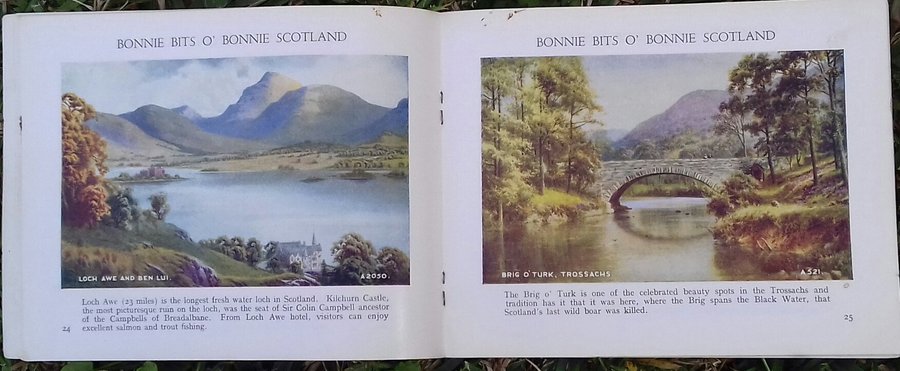 BONNIE BITS O' BONNIE SCOTLAND
LOCH AWE AND BEN LUI.
A2050.
Loch Awe (23 miles) is the longest fresh water loch in Scotland. Kilchurn Castle,
the most picturesque ruin on the loch, was the seat of Sir Colin Campbell ancestor
of the Campbells of Breadalbane. From Loch Awe hotel, visitors can enjoy
excellent salmon and trout fishing.
24
BONNIE BITS O' BONNIE SCOTLAND
BRIG O'TURK, TROSSACHS
A521.
The Brig o' Turk is one of the celebrated beauty spots in the Trossachs and
tradition has it that it was here, where the Brig spans the Black Water, that
Scotland's last wild boar was killed.
25